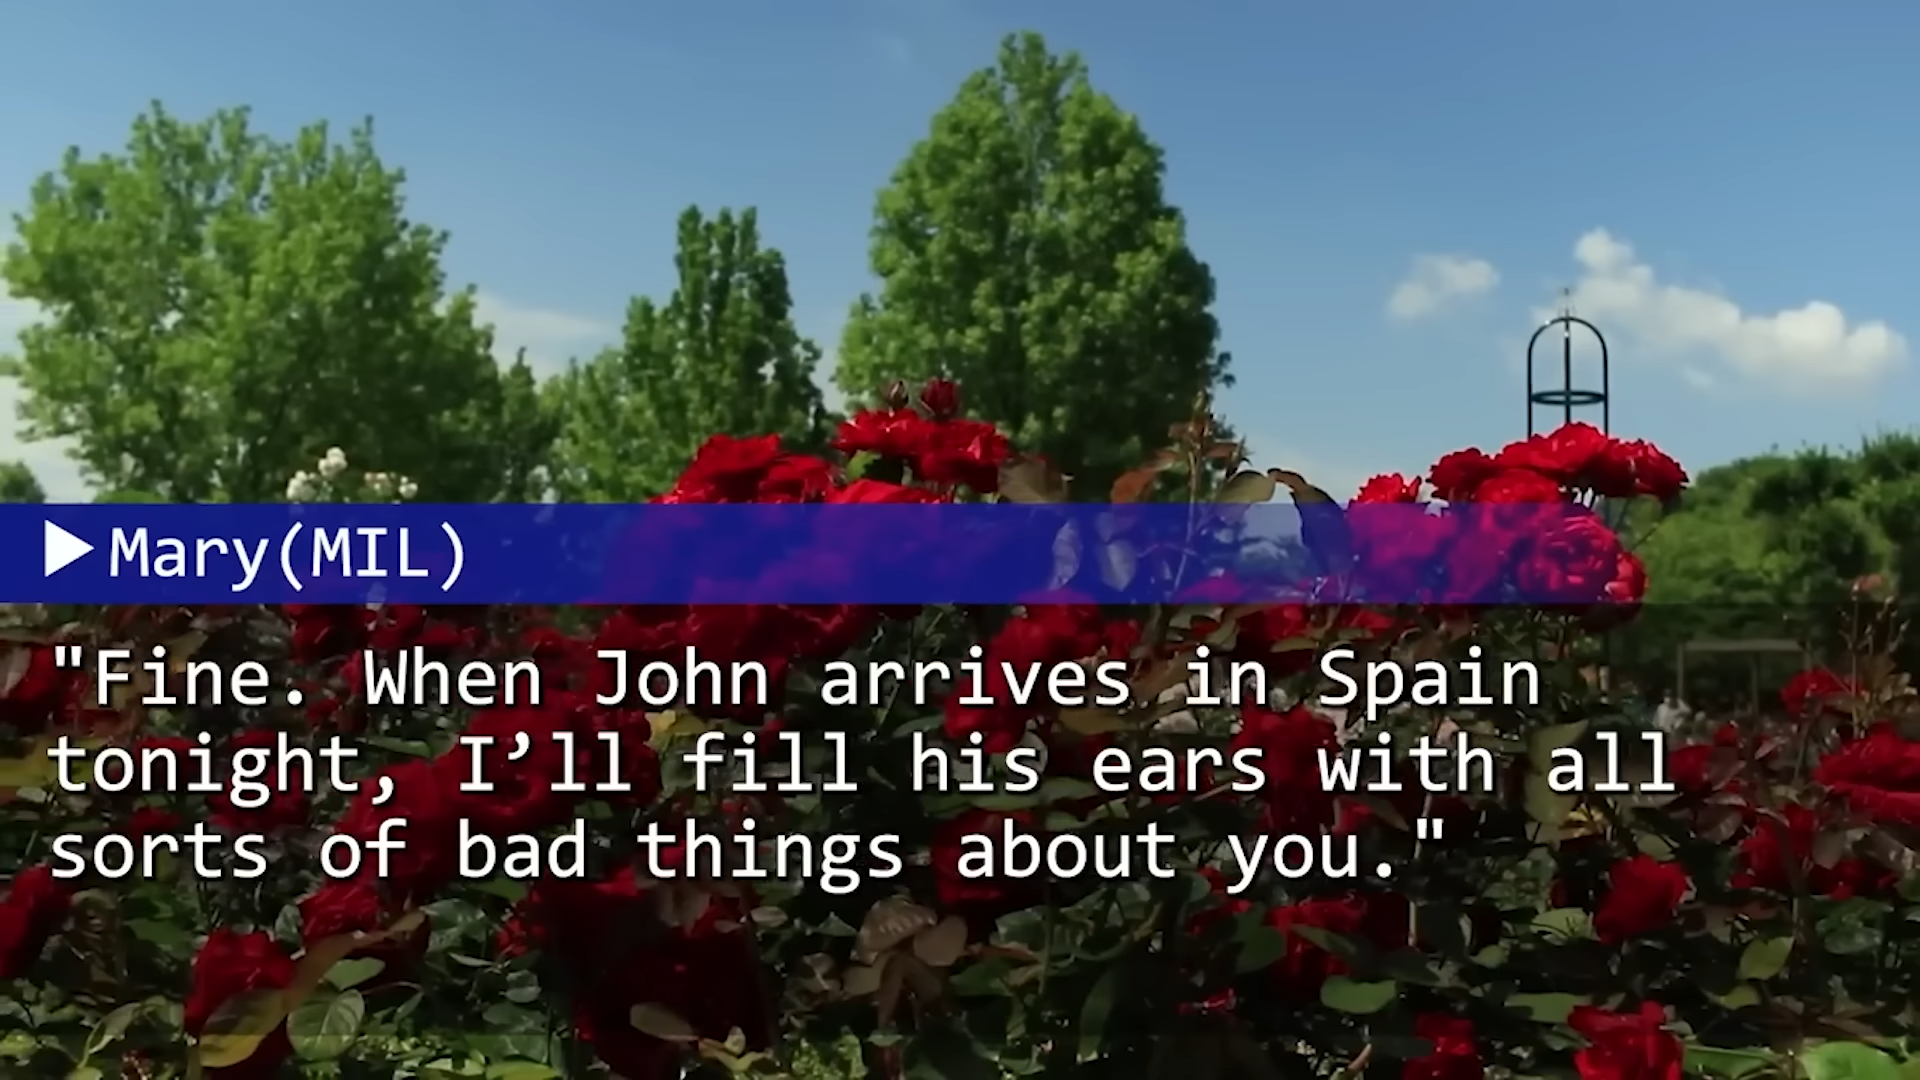 ▶Mary(MIL)
"Fine. When John arrives in Spain
tonight, I’ll fill his ears with all
sorts of bad things about you."